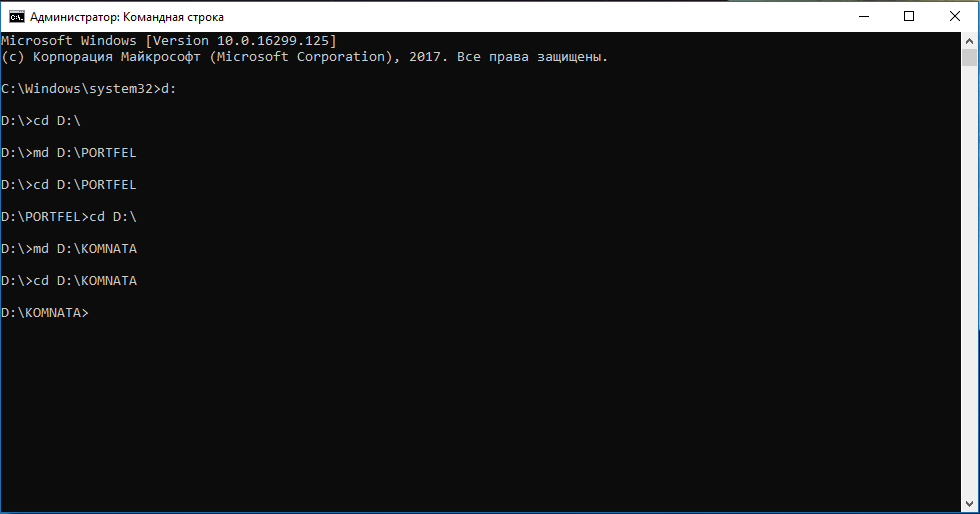 Администратор: Командная строка
Microsoft Windows [Version 10.0.16299.125]
(c) Корпорация Майкрософт (Microsoft Corporation), 2017. Все права защищены.
C:\Windows\system32>d:
D:\>cd D:\
D:\>md D:\PORTFEL
D:\>cd D:\PORTFEL
D:\PORTFEL>cd D:\
D:\>md D:\KOMNATA
D:\>cd D:\KOMNATA
D:\KOMNATA>